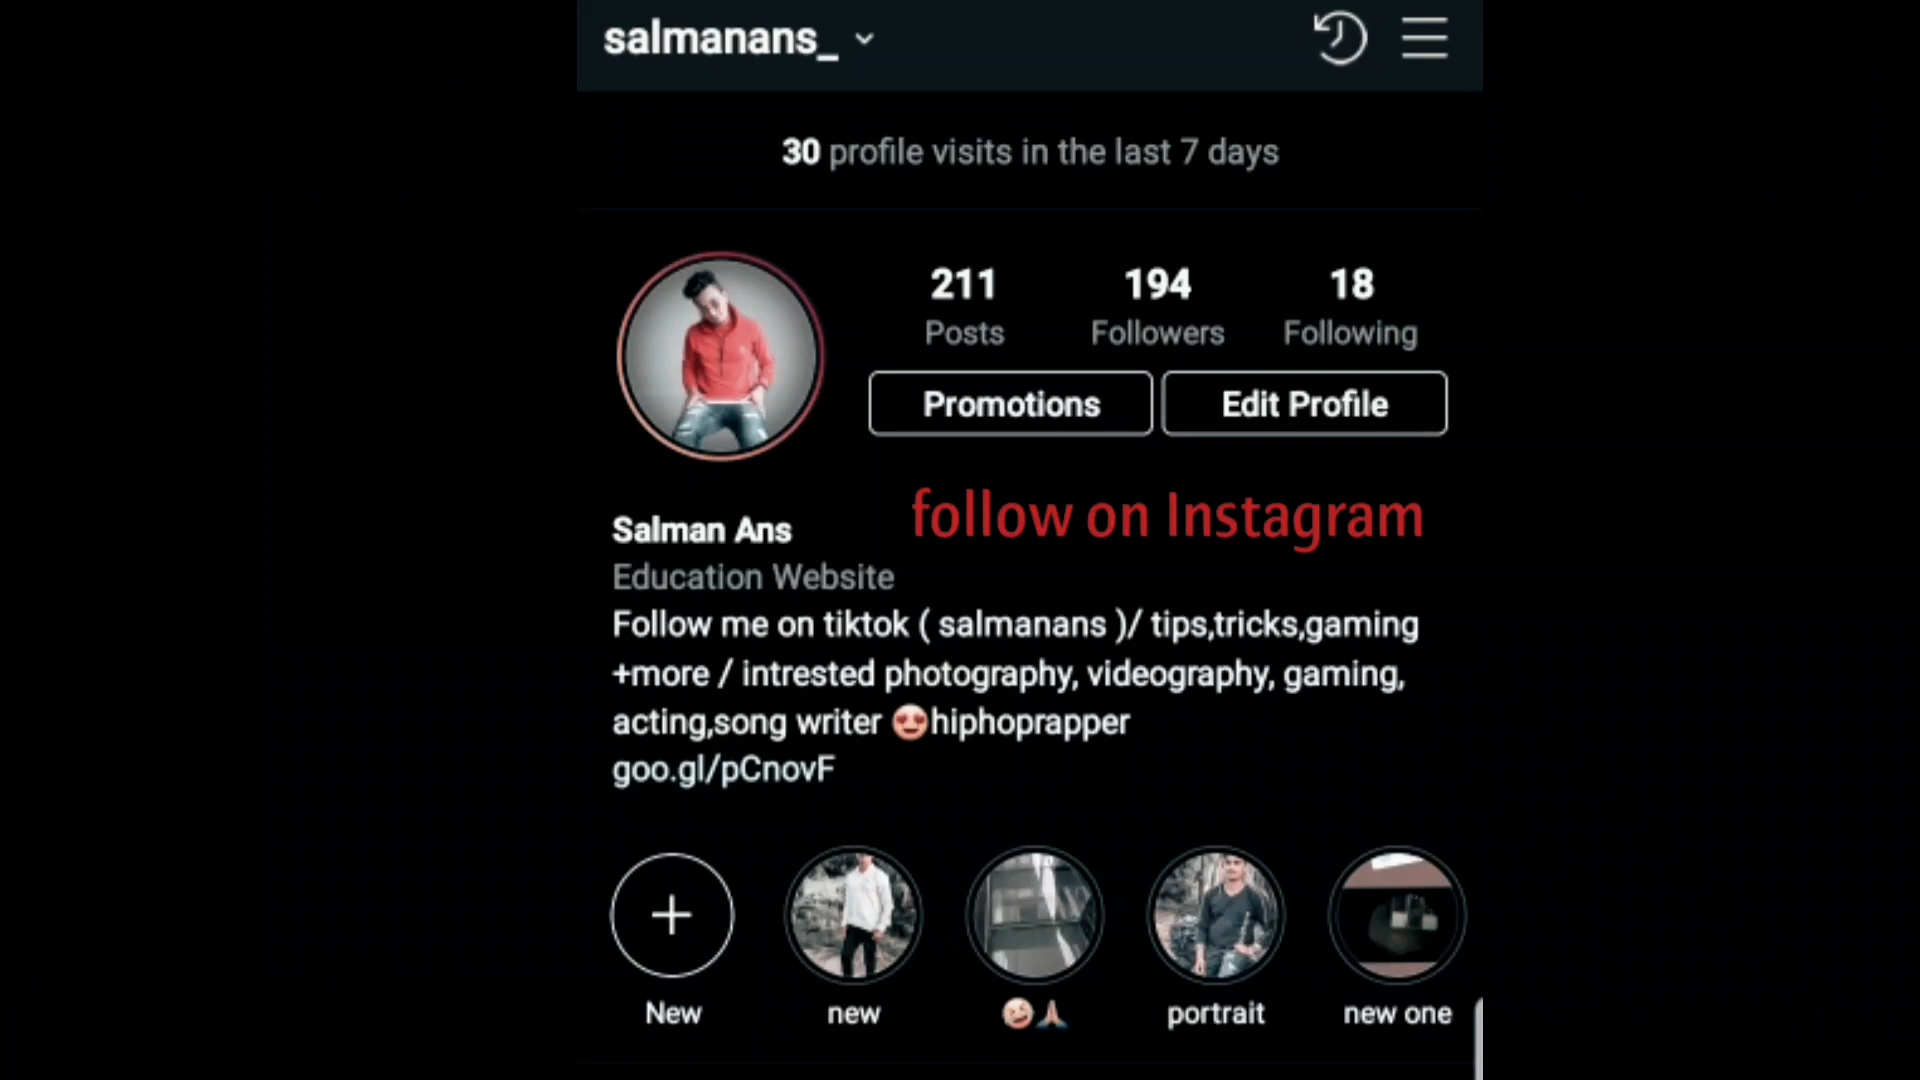 salmanans_
30 profile visits in the last 7 days
211 194 18
Posts Followers Following
Promotions Edit Profile
follow on Instagram
Salman Ans
Education Website
Follow me on tiktok ( salmanans )/ tips,tricks,gaming
+more / intrested photography, videography, gaming,
acting,song writer 😍hiphoprapper
goo.gl/pCnovF
New new 🤪🙏🏽 portrait new one